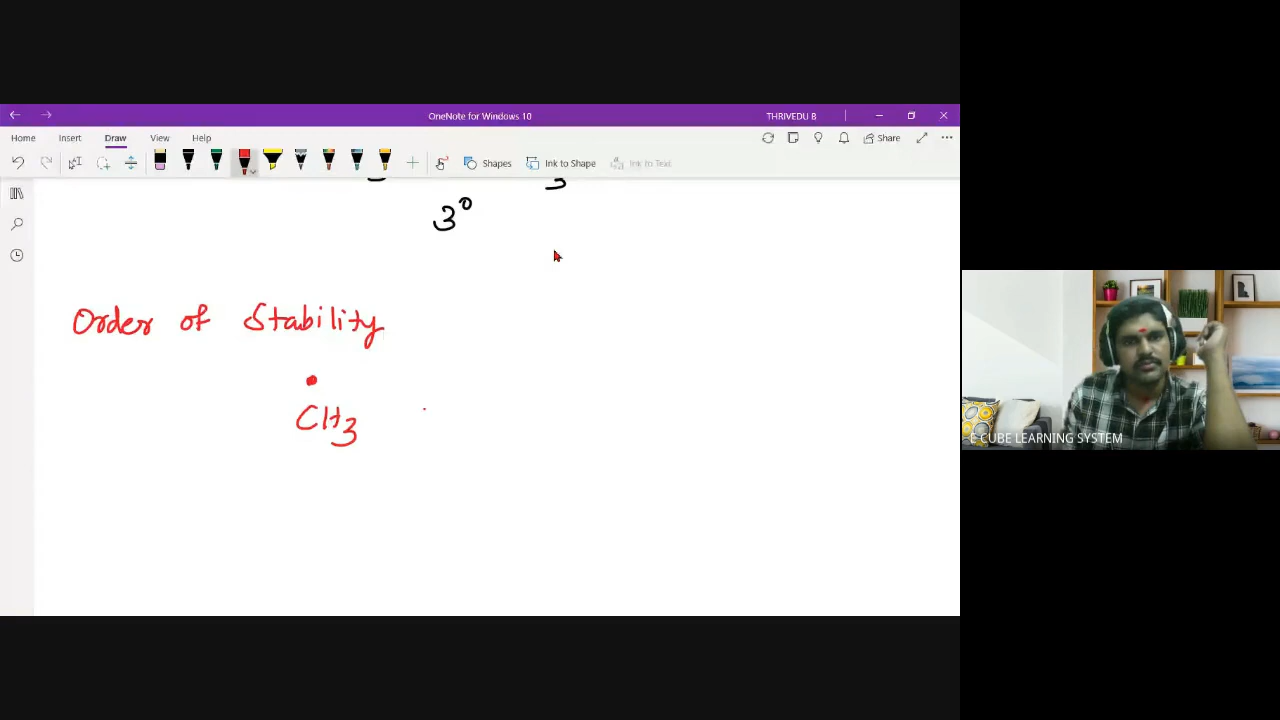 OneNote for Windows 10
THRIVEDU B
Home Insert Draw View Help
Share
Shapes
Ink to Shape
Ink to Text
3°
Order of Stability
•
CH3
E CUBE LEARNING SYSTEM